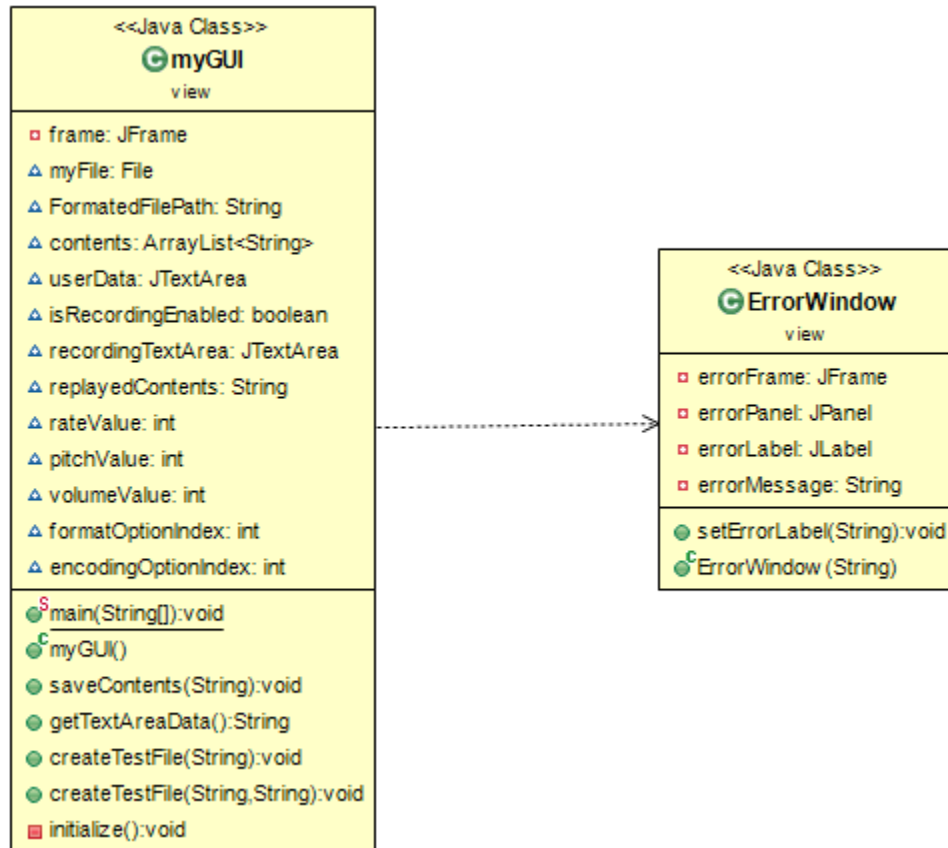 <<Java Class>>
myGUI
view
frame: JFrame
myFile: File
FormatedFilePath: String
contents: ArrayList<String>
userData: JTextArea
isRecordingEnabled: boolean
recordingTextArea: JTextArea
replayedContents: String
rateValue: int
pitchValue: int
volumeValue: int
formatOptionIndex: int
encodingOptionIndex: int
main(String[]):void
myGUI()
saveContents(String):void
getTextAreaData():String
createTestFile(String):void
createTestFile(String,String):void
initialize():void
<<Java Class>>
ErrorWindow
view
errorFrame: JFrame
errorPanel: JPanel
errorLabel: JLabel
errorMessage: String
setErrorLabel(String):void
ErrorWindow(String)